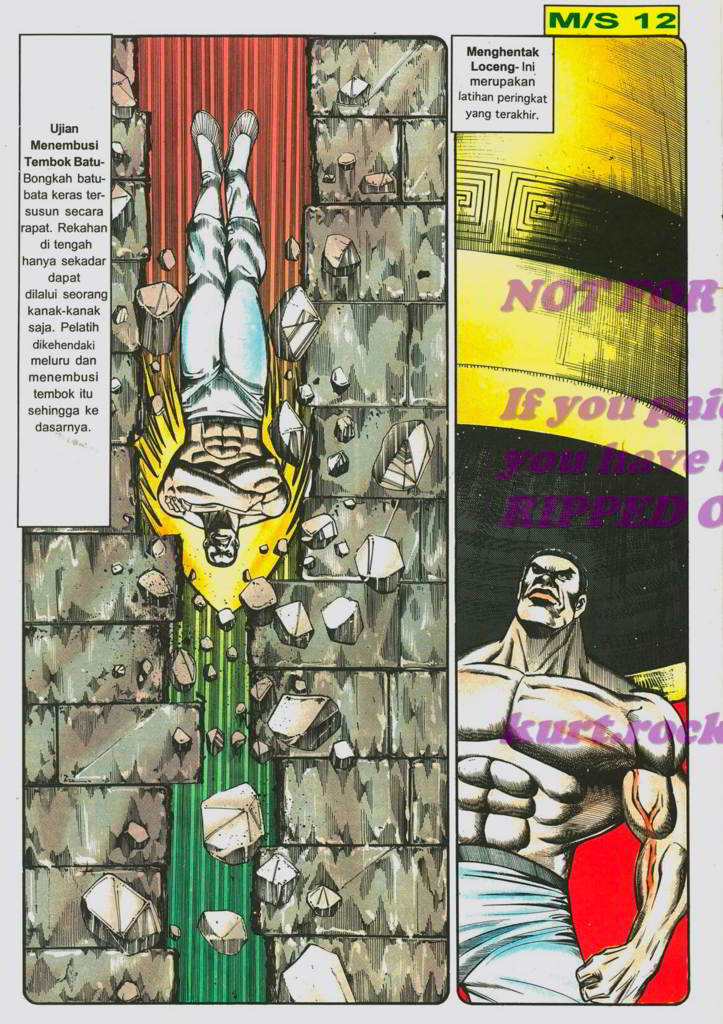 M/S 12
Ujian
Menembusi
Tembok Batu-
Bongkah batu-
bata keras ter-
susun secara
rapat. Rekahan
di tengah
hanya sekadar
dapat
dilalui seorang
kanak-kanak
saja. Pelatih
dikehendaki
meluru dan
menembusi
tembok itu
sehingga ke
dasarnya.
Menghentak
Loceng- Ini
merupakan
latihan peringkat
yang terakhir.
NOT FOR
If you paid
you have
RIPPED O
kurt.rock